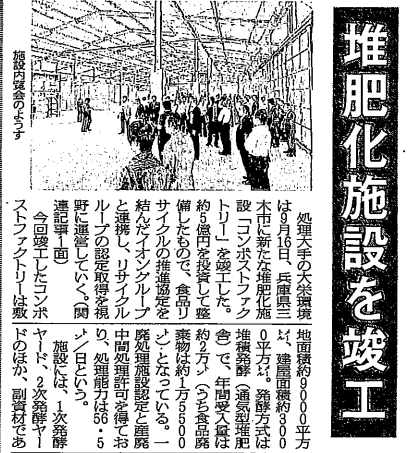 堆肥化施設を竣工
施設内覧会のようす
処理大手の大栄環境
は9月16日、兵庫県三
木市に新たな堆肥化施
設「コンポストファク
トリー」を竣工した。
約5億円を投資して整
備したもので、食品リ
サイクルの推進協定を
結んだイオングループ
と連携し、リサイクル
ループの認定取得を視
野に運営していく。(関
連記事1面)
今回竣工したコンポ
ストファクトリーは敷
地面積約9000平方
㍍、建屋面積約300
0平方㍍。発酵方式は
堆積発酵(通気型堆肥
舎)で、年間受入量は
約2万㌧(うち食品廃
棄物は約1万5500
㌧)となっている。一
廃処理施設認定と産廃
中間処理許可を得てお
り、処理能力は56・5
㌧/日という。
施設には、1次発酵
ヤード、2次発酵ヤー
ドのほか、副資材であ